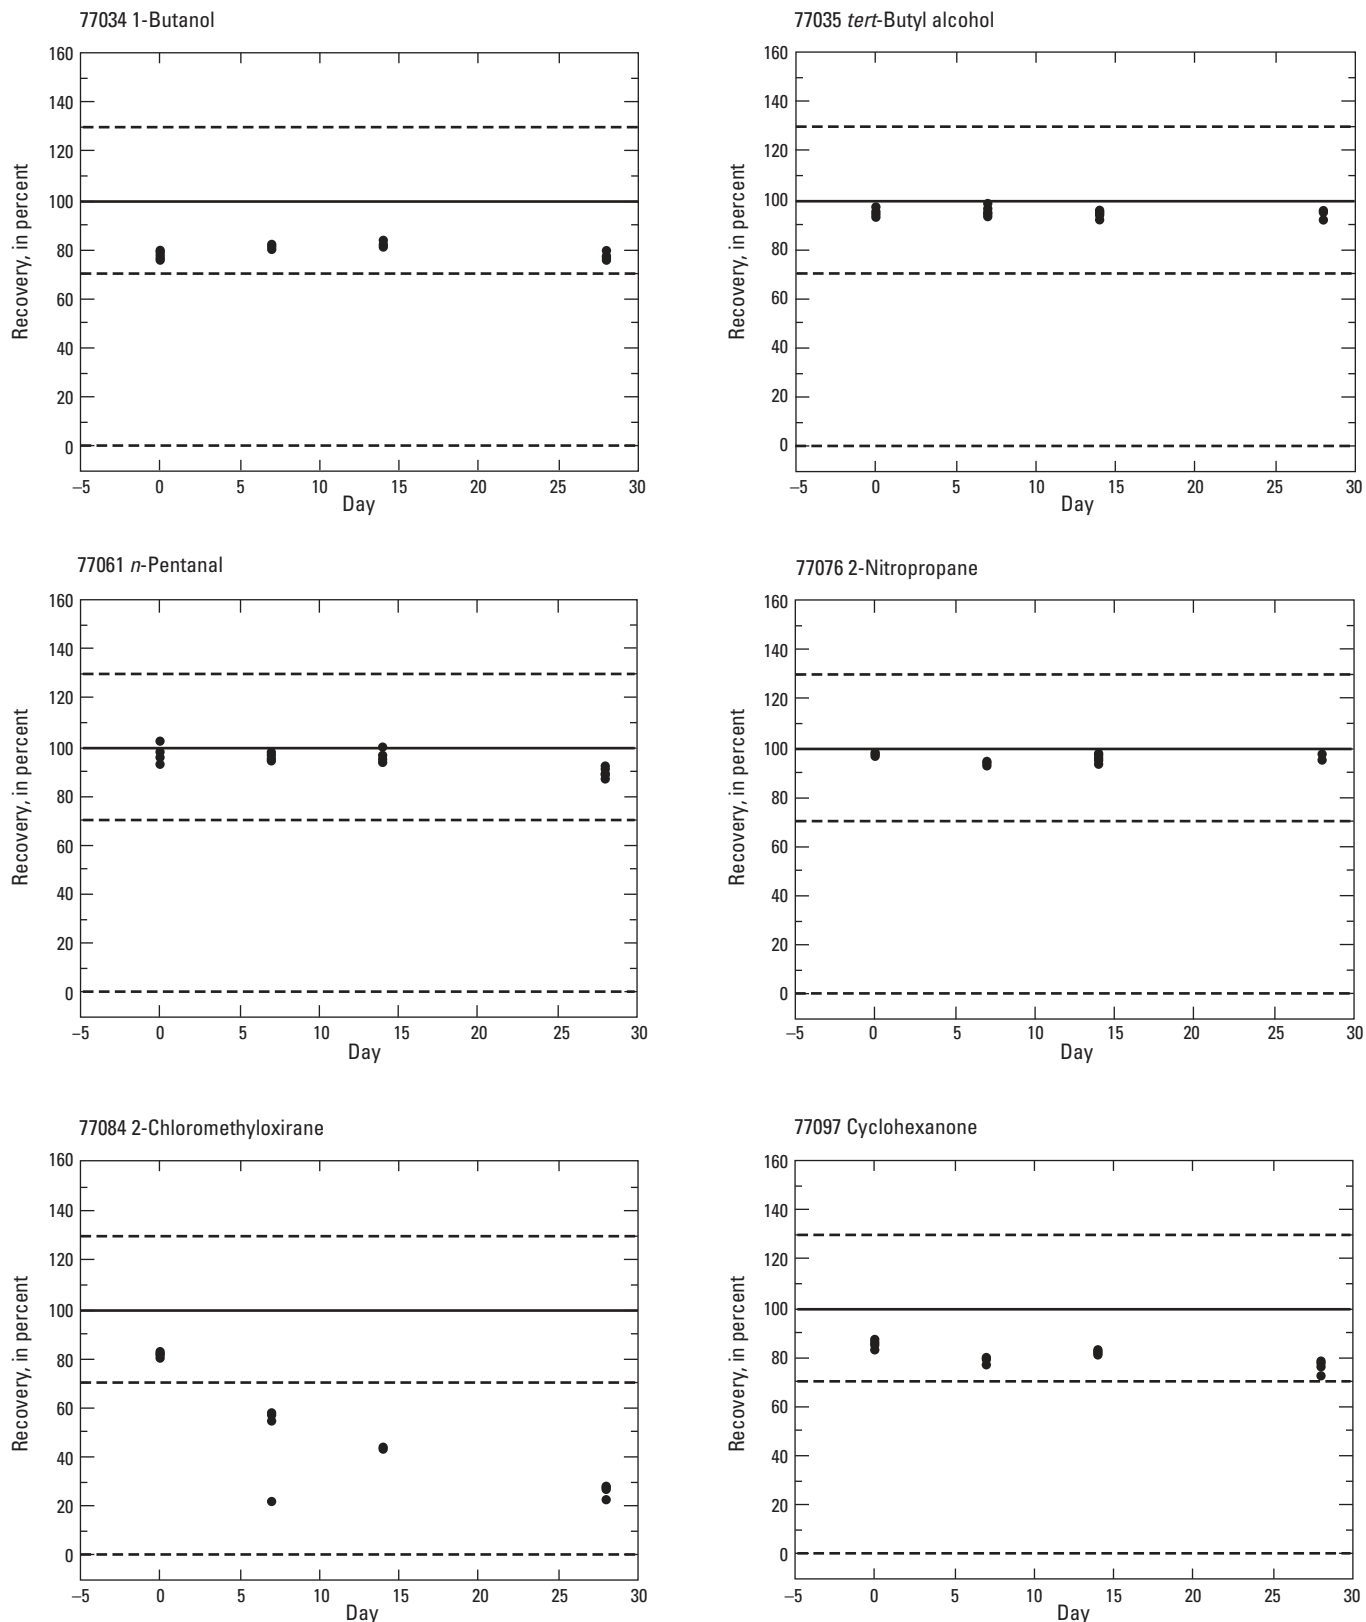 77034 1-Butanol
160
140
120
100
80
60
40
20
0
Recovery, in percent
–5 0 5 10 15 20 25 30
Day
77035 tert-Butyl alcohol
160
140
120
100
80
60
40
20
0
Recovery, in percent
–5 0 5 10 15 20 25 30
Day
77061 n-Pentanal
160
140
120
100
80
60
40
20
0
Recovery, in percent
–5 0 5 10 15 20 25 30
Day
77076 2-Nitropropane
160
140
120
100
80
60
40
20
0
Recovery, in percent
–5 0 5 10 15 20 25 30
Day
77084 2-Chloromethyloxirane
160
140
120
100
80
60
40
20
0
Recovery, in percent
–5 0 5 10 15 20 25 30
Day
77097 Cyclohexanone
160
140
120
100
80
60
40
20
0
Recovery, in percent
–5 0 5 10 15 20 25 30
Day